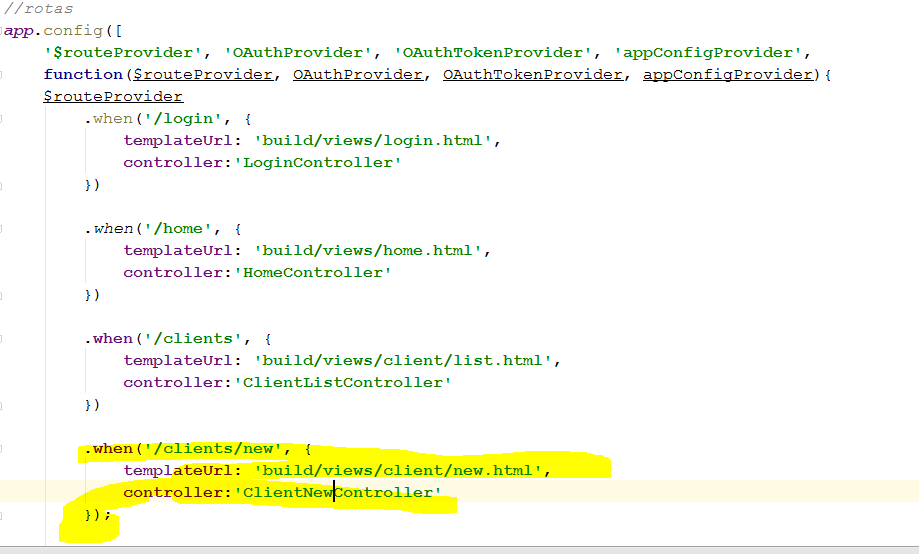 //rotas
app.config([
'$routeProvider', 'OAuthProvider', 'OAuthTokenProvider', 'appConfigProvider',
function($routeProvider, OAuthProvider, OAuthTokenProvider, appConfigProvider){
$routeProvider
.when('/login', {
templateUrl: 'build/views/login.html',
controller:'LoginController'
})
.when('/home', {
templateUrl: 'build/views/home.html',
controller:'HomeController'
})
.when('/clients', {
templateUrl: 'build/views/client/list.html',
controller:'ClientListController'
})
.when('/clients/new', {
templateUrl: 'build/views/client/new.html',
controller:'ClientNewController'
});